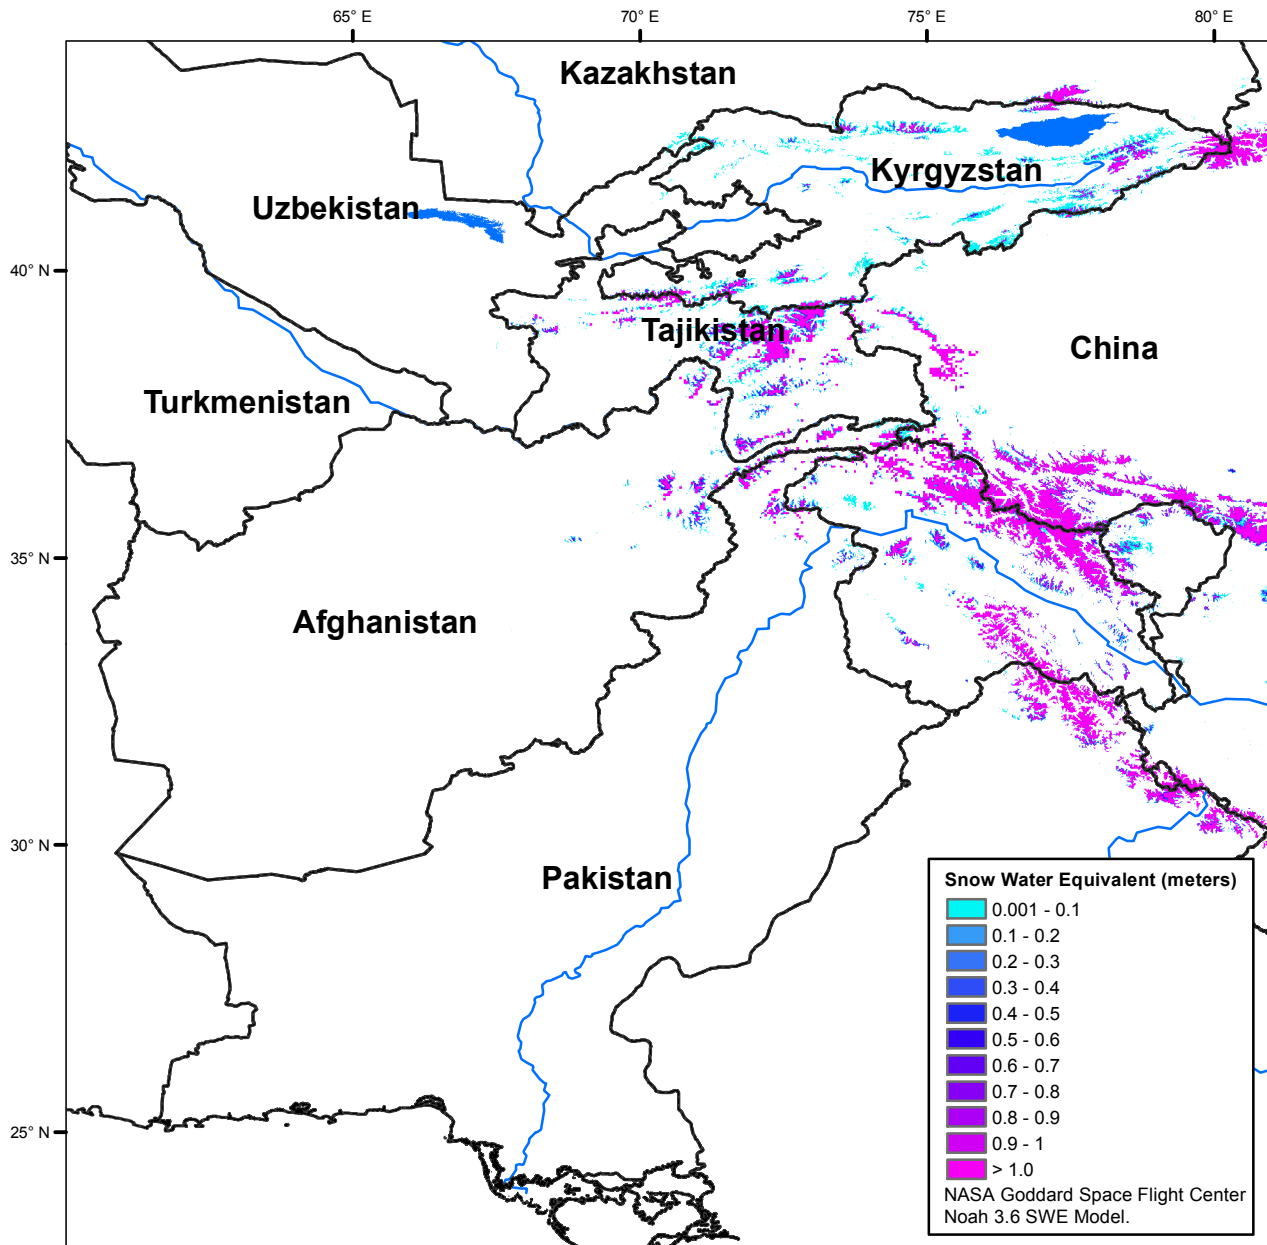 65° E
70° E
75° E
80° E
Kazakhstan
Kyrgyzstan
Uzbekistan
40° N
Tajikistan
China
Turkmenistan
35° N
Afghanistan
30° N
Pakistan
25° N
Snow Water Equivalent (meters)
0.001 - 0.1
0.1 - 0.2
0.2 - 0.3
0.3 - 0.4
0.4 - 0.5
0.5 - 0.6
0.6 - 0.7
0.7 - 0.8
0.8 - 0.9
0.9 - 1
> 1.0
NASA Goddard Space Flight Center
Noah 3.6 SWE Model.